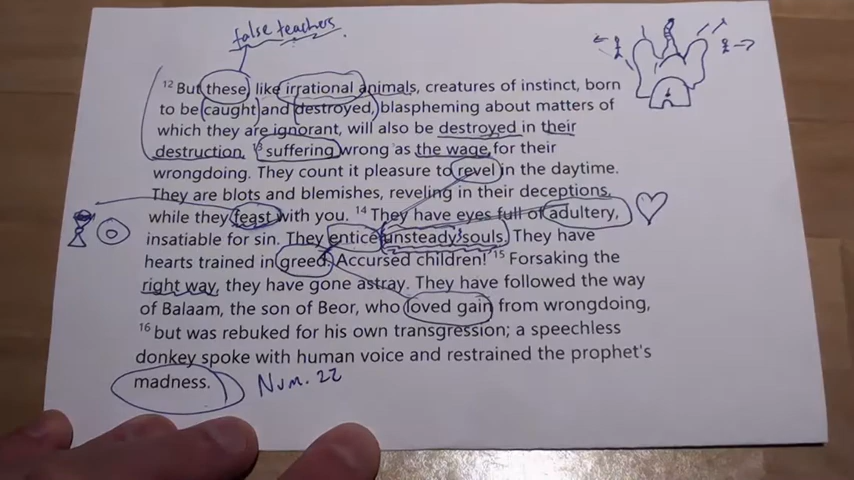 false teachers.
12 But these, like irrational animals, creatures of instinct, born
to be caught and destroyed, blaspheming about matters of
which they are ignorant, will also be destroyed in their
destruction, 13 suffering wrong as the wage for their
wrongdoing. They count it pleasure to revel in the daytime.
They are blots and blemishes, reveling in their deceptions,
while they feast with you. 14 They have eyes full of adultery,
insatiable for sin. They entice unsteady souls. They have
hearts trained in greed. Accursed children! 15 Forsaking the
right way, they have gone astray. They have followed the way
of Balaam, the son of Beor, who loved gain from wrongdoing,
16 but was rebuked for his own transgression; a speechless
donkey spoke with human voice and restrained the prophet's
madness. Num. 22